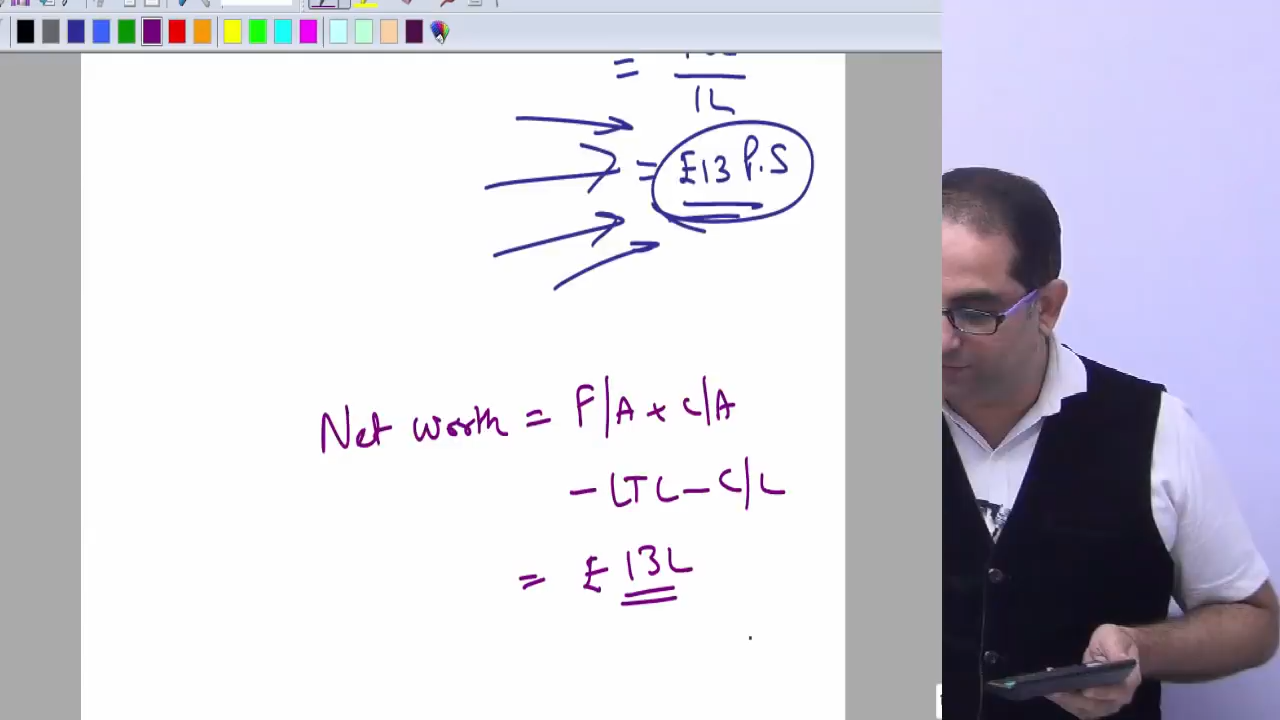 =
1L
= £13 P.S
Net worth = F/A + C/A
- LTL - C/L
= £ 13L